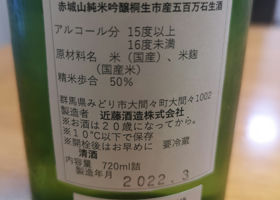 赤城山純米吟醸桐生市産五百万石生酒
アルコール分 15度以上
16度未満
原材料名 米（国産）、米麹
（国産米）
精米歩合 50%
群馬県みどり市大間々町大間々1002
製造者 近藤酒造株式会社
※お酒は20歳になってから。
※10℃以下で保存
※開栓後はお早めに 要冷蔵
清酒
内容量 720ml詰
製造年月 2022.3